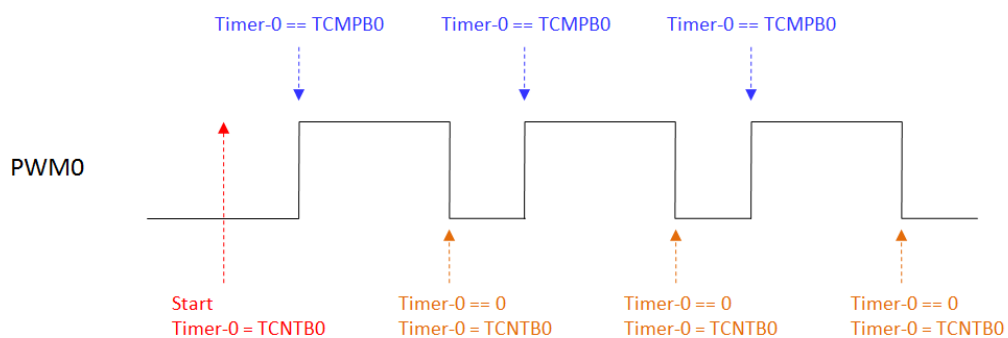 Timer-0 == TCMPB0
Timer-0 == TCMPB0
Timer-0 == TCMPB0
PWM0
Start
Timer-0 = TCNTB0
Timer-0 == 0
Timer-0 = TCNTB0
Timer-0 == 0
Timer-0 = TCNTB0
Timer-0 == 0
Timer-0 = TCNTB0